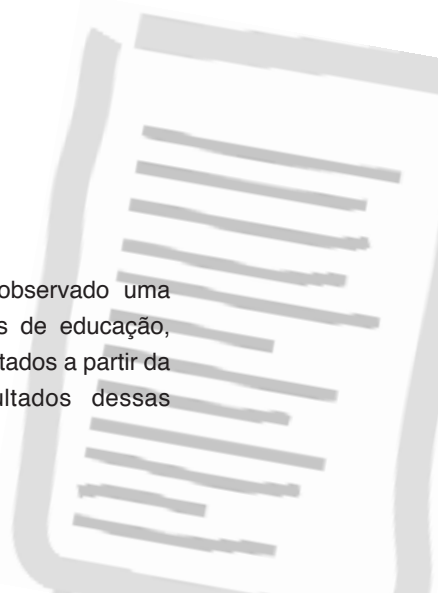 observado uma
s de educação,
tados a partir da
ultados dessas